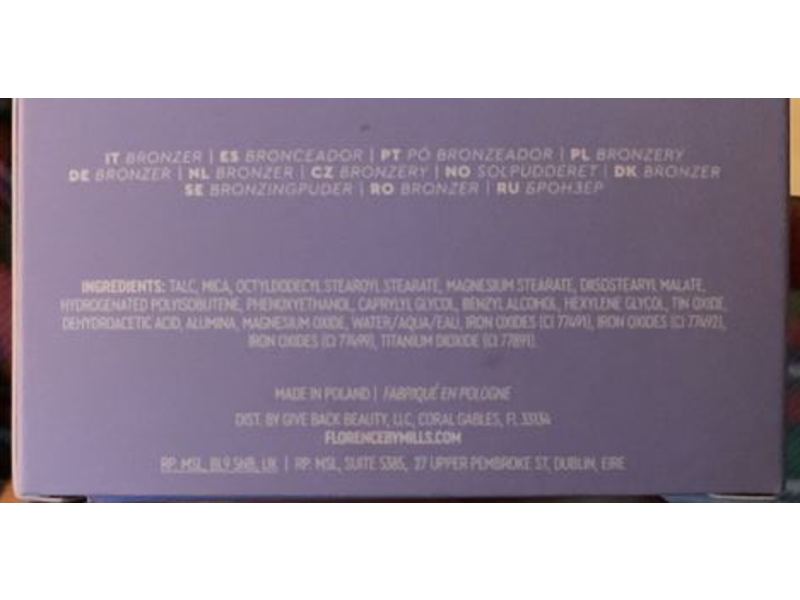 IT BRONZER | ES BRONCEADOR | PT PÓ BRONZEADOR | PL BRONZERY
DE BRONZER | NL BRONZER | CZ BRONZERY | NO SOLPUDDERET | DK BRONZER
SE BRONZINGPUDER | RO BRONZER | RU БРОНЗЕР
INGREDIENTS: TALC, MICA, OCTYLDODECYL STEAROYL STEARATE, MAGNESIUM STEARATE, DIISOSTEARYL MALATE,
HYDROGENATED POLYISOBUTENE, PHENOXYETHANOL, CAPRYLYL GLYCOL, BENZYL ALCOHOL, HEXYLENE GLYCOL, TIN OXIDE,
DEHYDROACETIC ACID, ALUMINA, MAGNESIUM OXIDE, WATER/AQUA/EAU, IRON OXIDES (CI 77491), IRON OXIDES (CI 77492),
IRON OXIDES (CI 77499), TITANIUM DIOXIDE (CI 77891).
MADE IN POLAND | FABRIQUÉ EN POLOGNE
DIST. BY GIVE BACK BEAUTY, LLC, CORAL GABLES, FL 33134
FLORENCEBYMILLS.COM
RP: MSL, BL9 5NB, UK | RP: MSL, SUITE 5385, 27 UPPER PEMBROKE ST, DUBLIN, EIRE